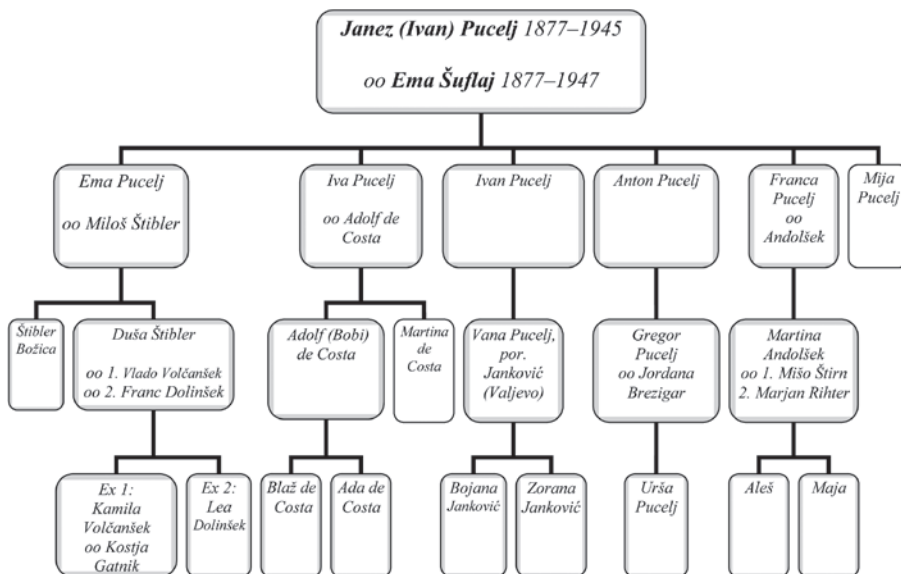 Janez (Ivan) Pucelj 1877–1945
oo Ema Šuflaj 1877–1947
Ema Pucelj
oo Miloš Štibler
Iva Pucelj
oo Adolf de
Costa
Ivan Pucelj
Anton Pucelj
Franca
Pucelj
oo
Andolšek
Mija
Pucelj
Štibler
Božica
Duša Štibler
oo 1. Vlado Volčanšek
oo 2. Franc Dolinšek
Adolf (Bobi)
de Costa
Martina
de
Costa
Vana Pucelj,
por.
Janković
(Valjevo)
Gregor
Pucelj
oo Jordana
Brezigar
Martina
Andolšek
oo 1. Mišo Štirn
2. Marjan Rihter
Ex 1:
Kamila
Volčanšek
oo Kostja
Gatnik
Ex 2:
Lea
Dolinšek
Blaž de
Costa
Ada de
Costa
Bojana
Janković
Zorana
Janković
Urša
Pucelj
Aleš
Maja